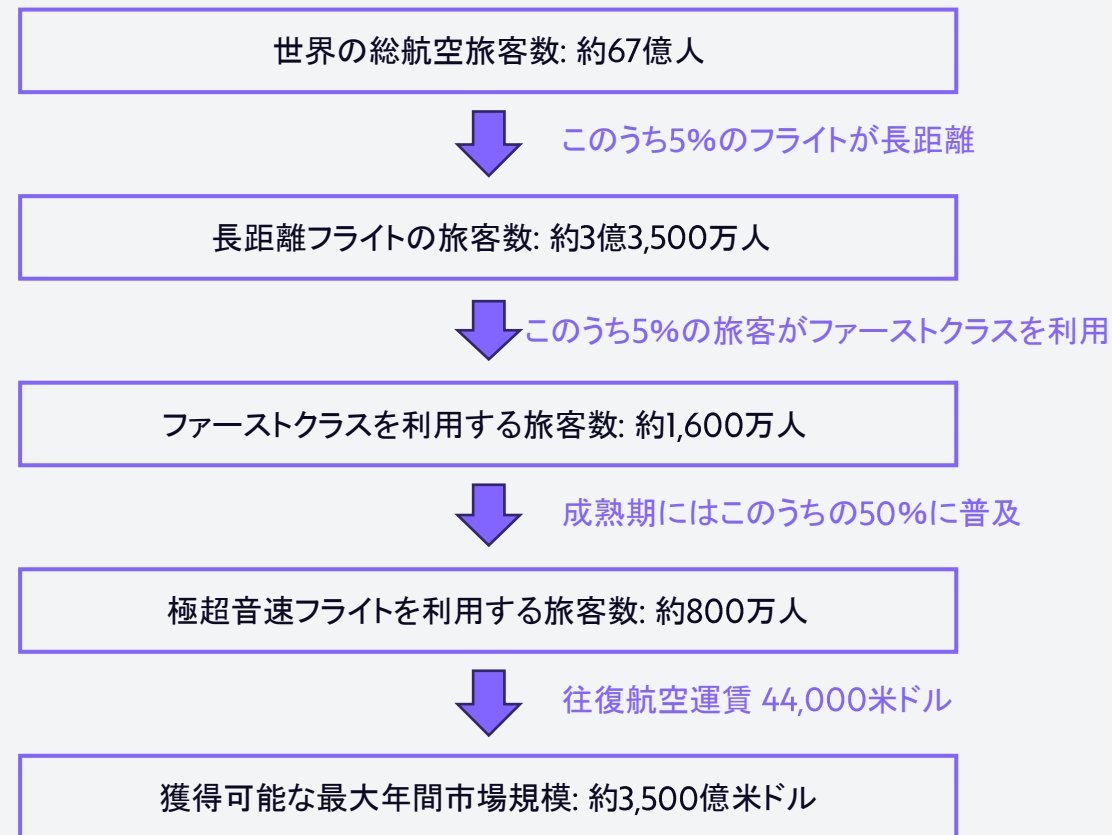 世界の総航空旅客数: 約67億人
このうち5%のフライトが長距離
長距離フライトの旅客数: 約3億3,500万人
このうち5%の旅客がファーストクラスを利用
ファーストクラスを利用する旅客数: 約1,600万人
成熟期にはこのうちの50%に普及
極超音速フライトを利用する旅客数: 約800万人
往復航空運賃 44,000米ドル
獲得可能な最大年間市場規模: 約3,500億米ドル